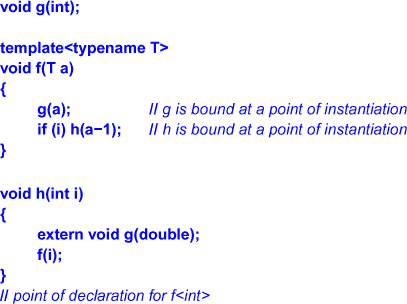 void g(int);
template<typename T>
void f(T a)
{
g(a); // g is bound at a point of instantiation
if (i) h(a−1); // h is bound at a point of instantiation
}
void h(int i)
{
extern void g(double);
f(i);
}
// point of declaration for f<int>